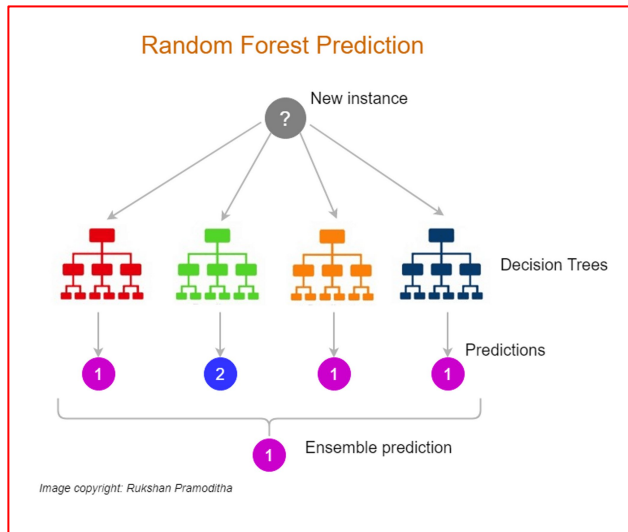 Random Forest Prediction
New instance
?
Decision Trees
Predictions
1
2
1
1
Ensemble prediction
1
Image copyright: Rukshan Pramoditha